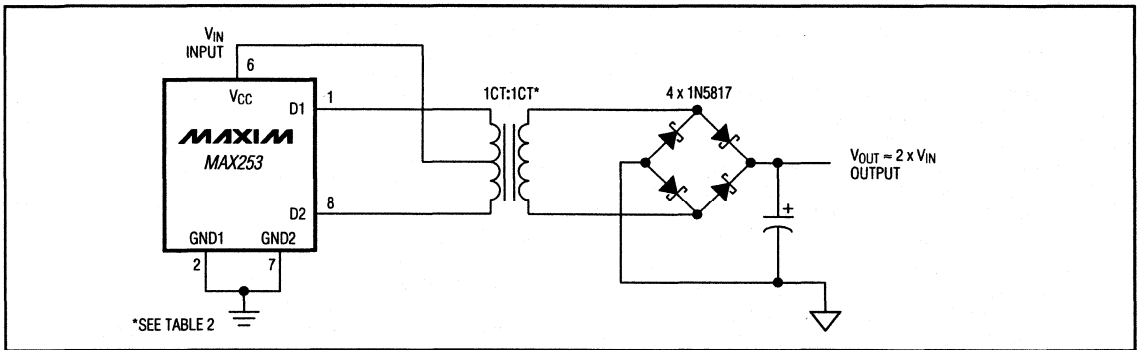 VIN
INPUT
6
VCC
D1
1
MAXIM
MAX253
D2
8
GND1
GND2
2
7
*SEE TABLE 2
1CT:1CT*
4 x 1N5817
VOUT ≈ 2 x VIN
OUTPUT
+